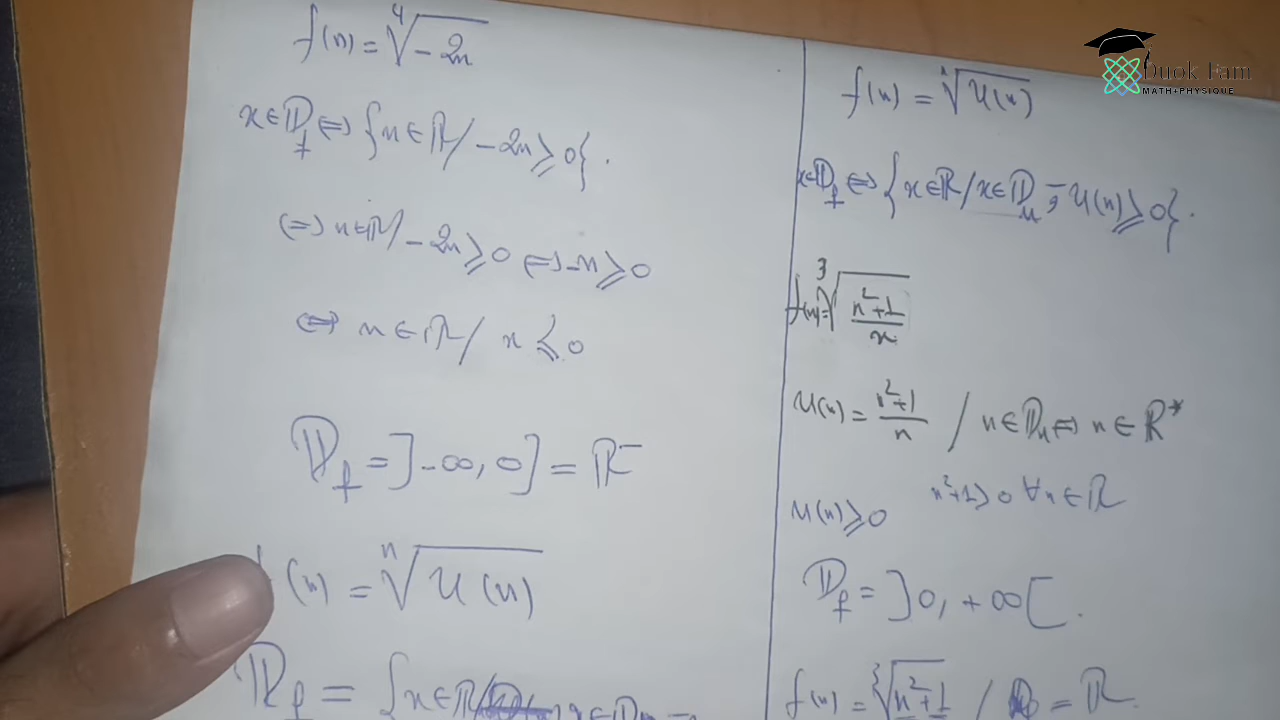 f(x) = ⁴√(-2x)
x ∈ D_f ⇔ {x ∈ ℝ / -2x ⩾ 0}.
⇔ x ∈ ℝ / -2x ⩾ 0 ⇔ -x ⩾ 0
⇔ x ∈ ℝ / x ⩽ 0
D_f = ]-∞, 0] = ℝ⁻
(x) = ⁿ√(U(x))
D_f = {x ∈ ℝ /
Duok Fam
MATH+PHYSIQUE
f(x) = ⁿ√(U(x))
x ∈ D_f ⇔ {x ∈ ℝ / x ∈ D_u ; U(x) ⩾ 0}.
f(x) = ³√((x²+1)/x)
U(x) = (x²+1)/x / x ∈ D_u ⇔ x ∈ ℝ*
U(x) ⩾ 0 x²+1 > 0 ∀x ∈ ℝ
D_f = ]0, +∞[.
f(x) = ³√(x²+1) / D = ℝ